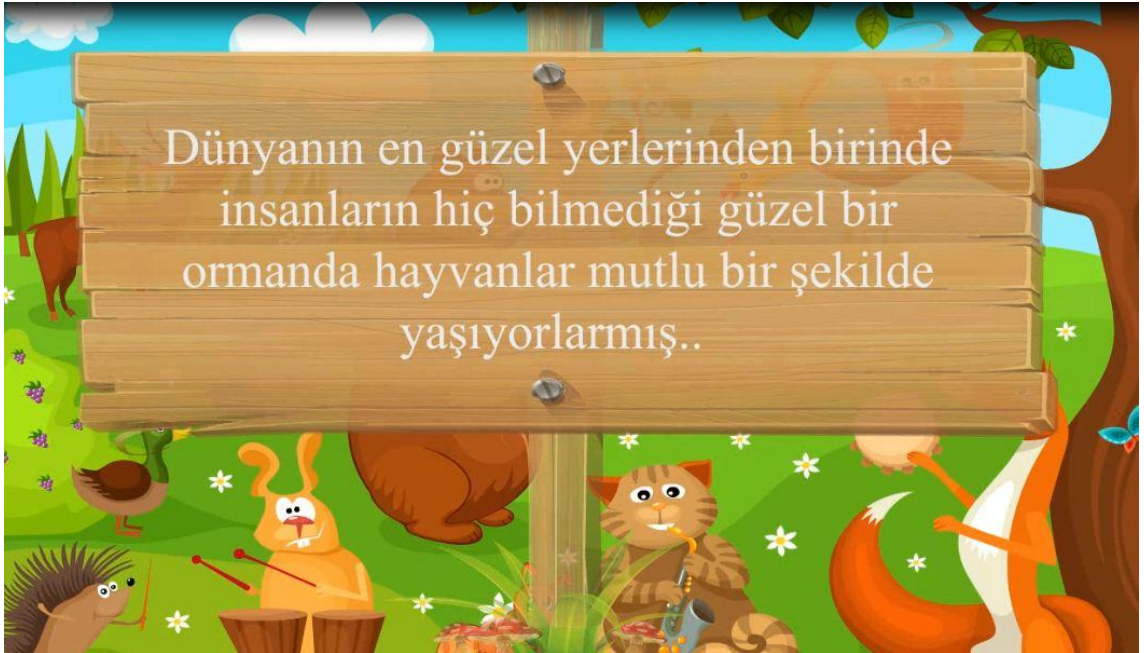 Dünyanın en güzel yerlerinden birinde
insanların hiç bilmediği güzel bir
ormanda hayvanlar mutlu bir şekilde
yaşıyorlarmış..